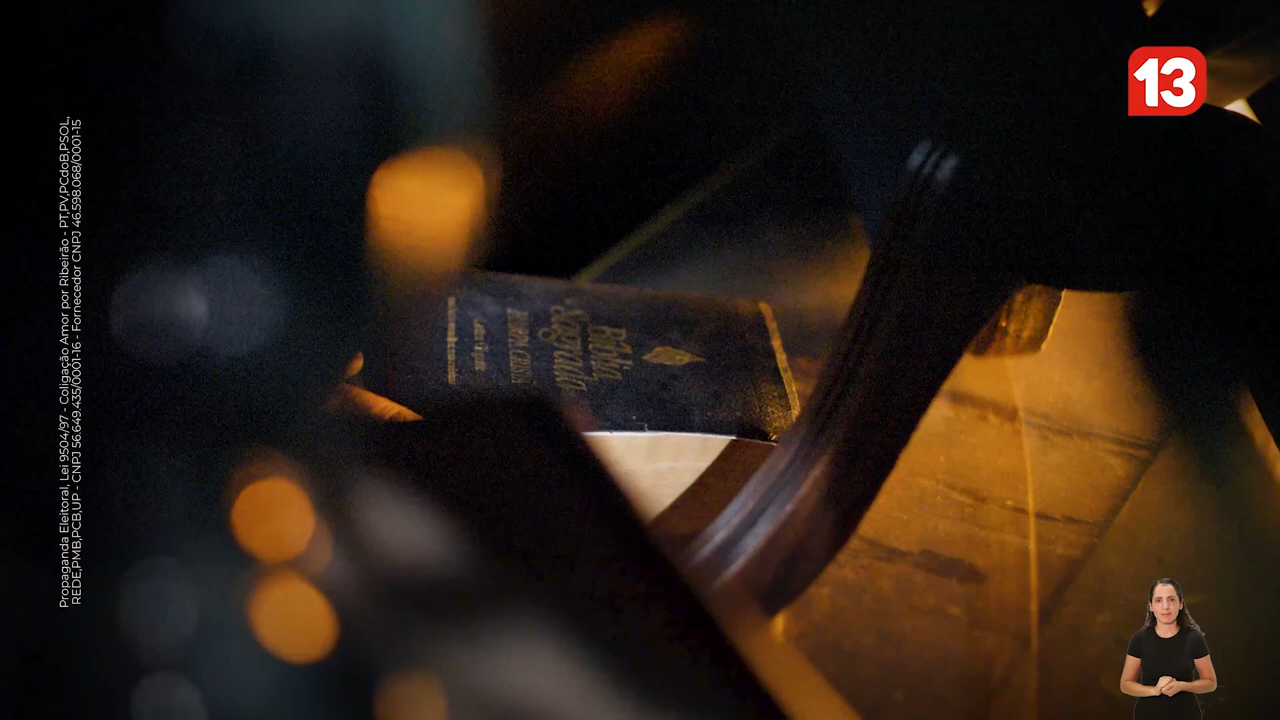 13
Propaganda Eleitoral, Lei 9504/97 - Coligação Amor por Ribeirão - PT,PV,PCdoB,PSOL,
REDE,PMB,PCB,UP - CNPJ 56.649.435/0001-16 - Fornecedor CNPJ 46.598.068/0001-15
Bíblia
Sagrada